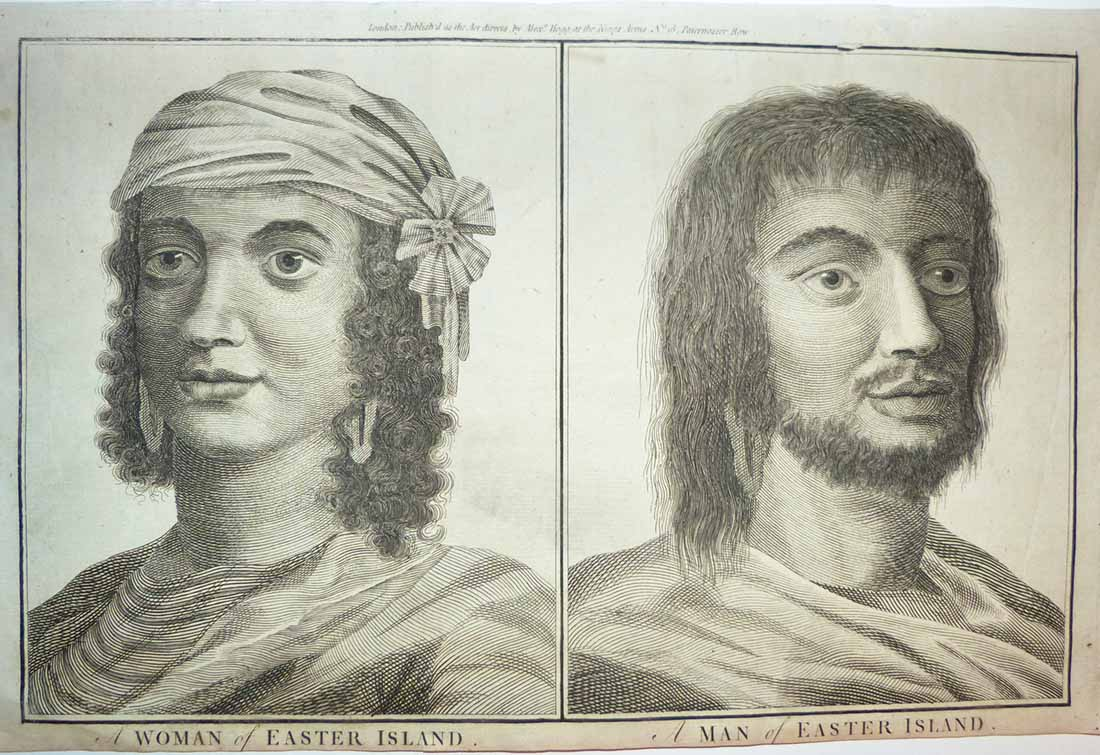 London: Publish'd as the Act directs, by Alexr. Hogg at the Kings Arms No. 16, Paternoster Row.
A WOMAN of EASTER ISLAND.
A MAN of EASTER ISLAND.